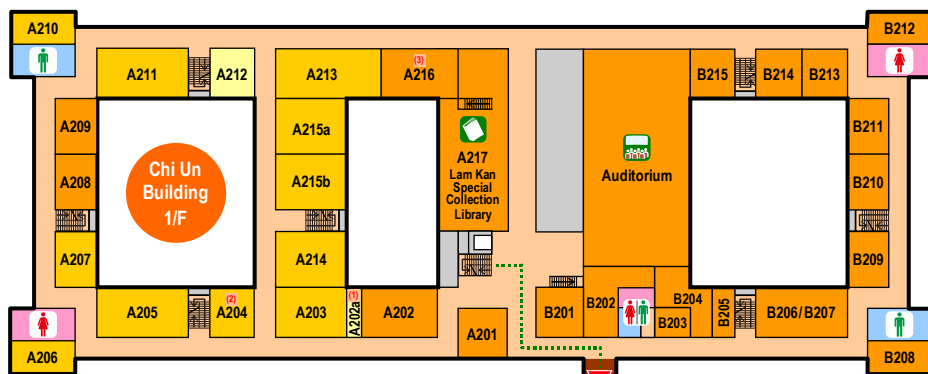 A210
B212
A211
A212
A213
(3)
A216
B215
B214
B213
A209
A215a
B211
Chi Un
Building
1/F
A217
Lam Kan
Special
Collection
Library
Auditorium
A208
A215b
B210
A207
A214
B209
A205
(2)
A204
A203
(1)
A202a
A202
A201
B201
B202
B204
B203
B205
B206/ B207
A206
B208